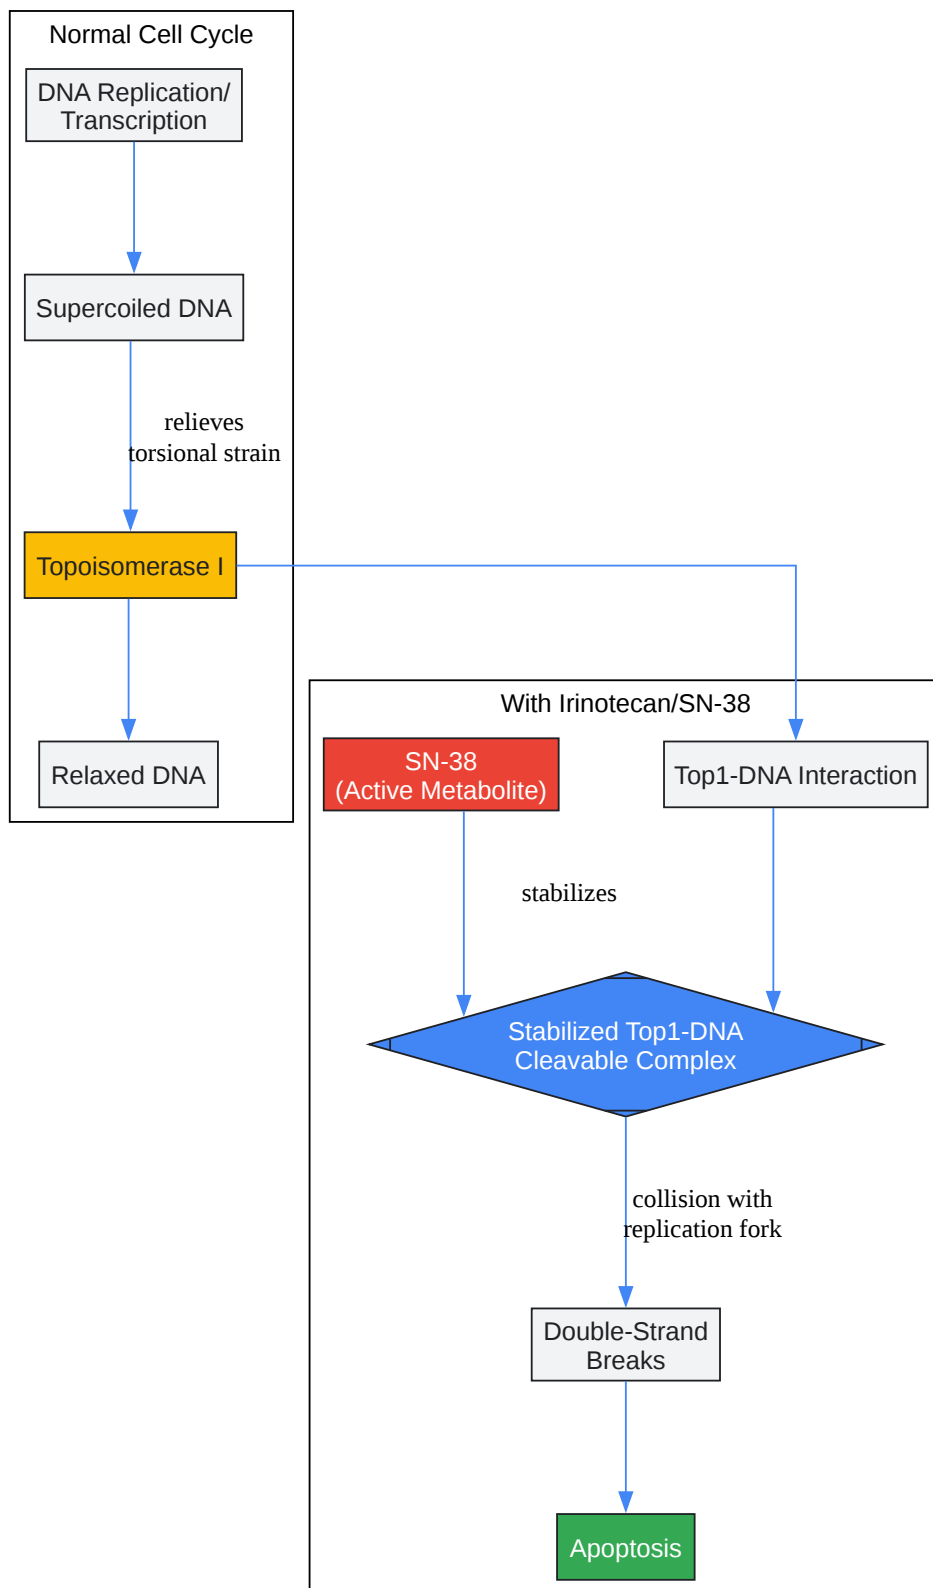 Normal Cell Cycle
DNA Replication/
Transcription
Supercoiled DNA
relieves
torsional strain
Topoisomerase I
Relaxed DNA
With Irinotecan/SN-38
SN-38
(Active Metabolite)
Top1-DNA Interaction
stabilizes
Stabilized Top1-DNA
Cleavable Complex
collision with
replication fork
Double-Strand
Breaks
Apoptosis